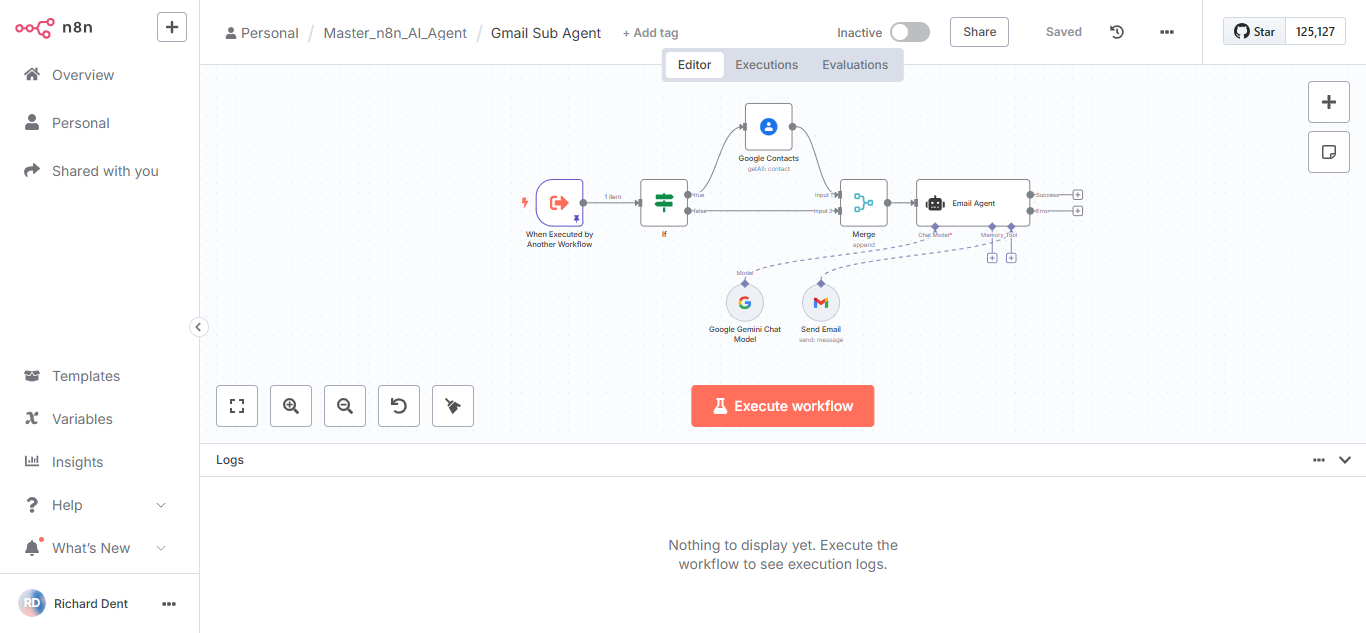 n8n
Personal / Master_n8n_AI_Agent / Gmail Sub Agent + Add tag
Inactive
Share
Saved
Star 125,127
Editor Executions Evaluations
Overview
Personal
Shared with you
Templates
Variables
Insights
Help
What's New
RD Richard Dent
Google Contacts
getAll: contact
1 item
When Executed by
Another Workflow
true
false
If
Input 1
Input 2
Merge
append
Email Agent
Success
Error
Chat Model*
Memory
Tool
Model
Google Gemini Chat
Model
Send Email
send: message
Execute workflow
Logs
Nothing to display yet. Execute the
workflow to see execution logs.